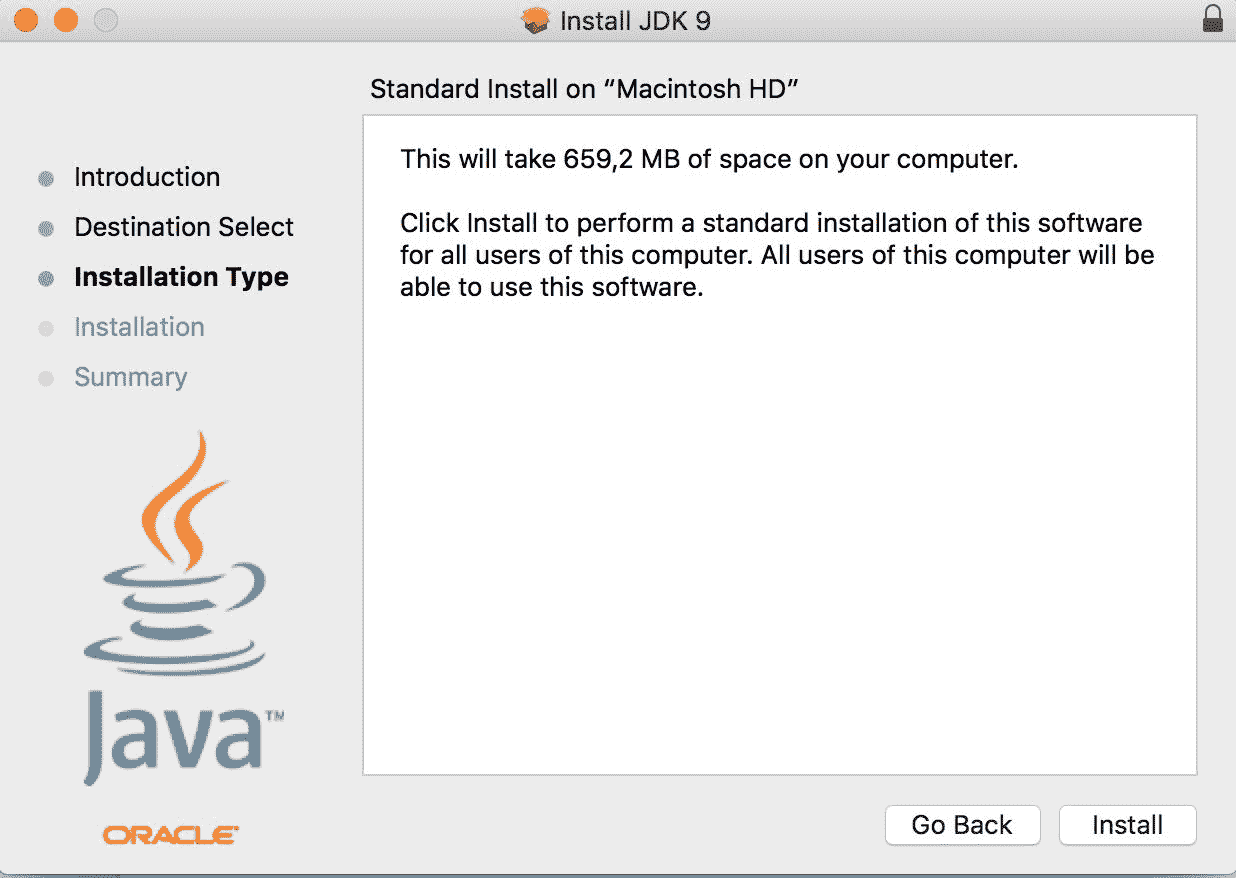 Install JDK 9
Standard Install on “Macintosh HD”
Introduction
Destination Select
Installation Type
Installation
Summary
This will take 659,2 MB of space on your computer.
Click Install to perform a standard installation of this software
for all users of this computer. All users of this computer will be
able to use this software.
Java™
ORACLE
Go Back
Install